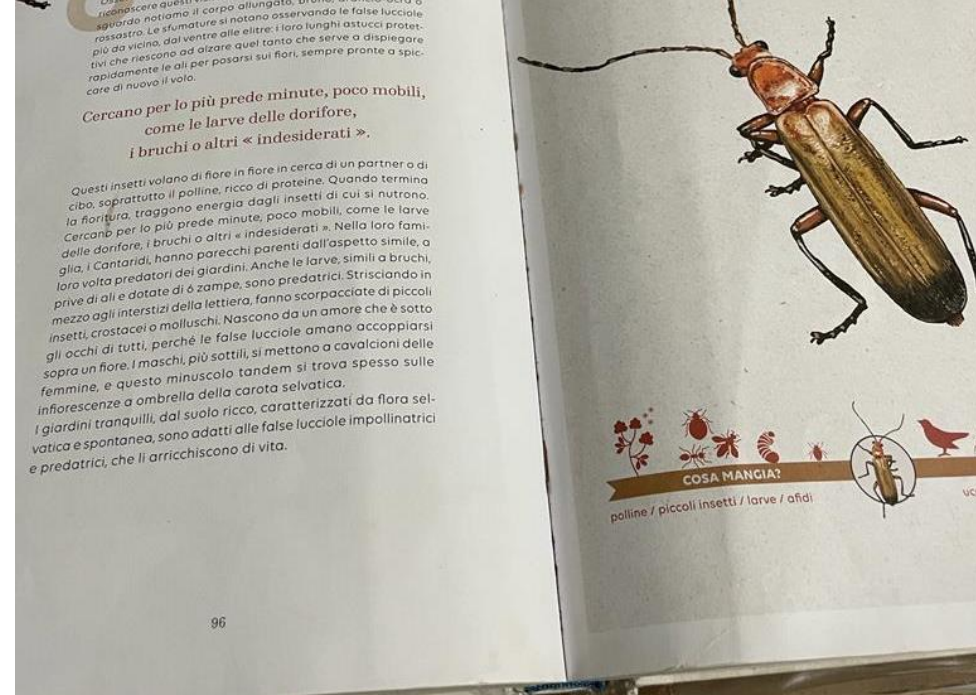 riconoscere questi
sguardo notiamo il corpo allungato, bruno, arancio ocra o
rossastro. Le sfumature si notano osservando le false lucciole
più da vicino, dal ventre alle elitre: i loro lunghi astucci protet-
tivi che riescono ad alzare quel tanto che serve a dispiegare
rapidamente le ali per posarsi sui fiori, sempre pronte a spic-
care di nuovo il volo.
Cercano per lo più prede minute, poco mobili,
come le larve delle dorifore,
i bruchi o altri « indesiderati ».
Questi insetti volano di fiore in fiore in cerca di un partner o di
cibo, soprattutto il polline, ricco di proteine. Quando termina
la fioritura, traggono energia dagli insetti di cui si nutrono.
Cercano per lo più prede minute, poco mobili, come le larve
delle dorifore, i bruchi o altri « indesiderati ». Nella loro fami-
glia, i Cantaridi, hanno parecchi parenti dall'aspetto simile, a
loro volta predatori dei giardini. Anche le larve, simili a bruchi,
prive di ali e dotate di 6 zampe, sono predatrici. Strisciando in
mezzo agli interstizi della lettiera, fanno scorpacciate di piccoli
insetti, crostacei o molluschi. Nascono da un amore che è sotto
gli occhi di tutti, perché le false lucciole amano accoppiarsi
sopra un fiore. I maschi, più sottili, si mettono a cavalcioni delle
femmine, e questo minuscolo tandem si trova spesso sulle
infiorescenze a ombrella della carota selvatica.
I giardini tranquilli, dal suolo ricco, caratterizzati da flora sel-
vatica e spontanea, sono adatti alle false lucciole impollinatrici
e predatrici, che li arricchiscono di vita.
96
COSA MANGIA?
polline / piccoli insetti / larve / afidi